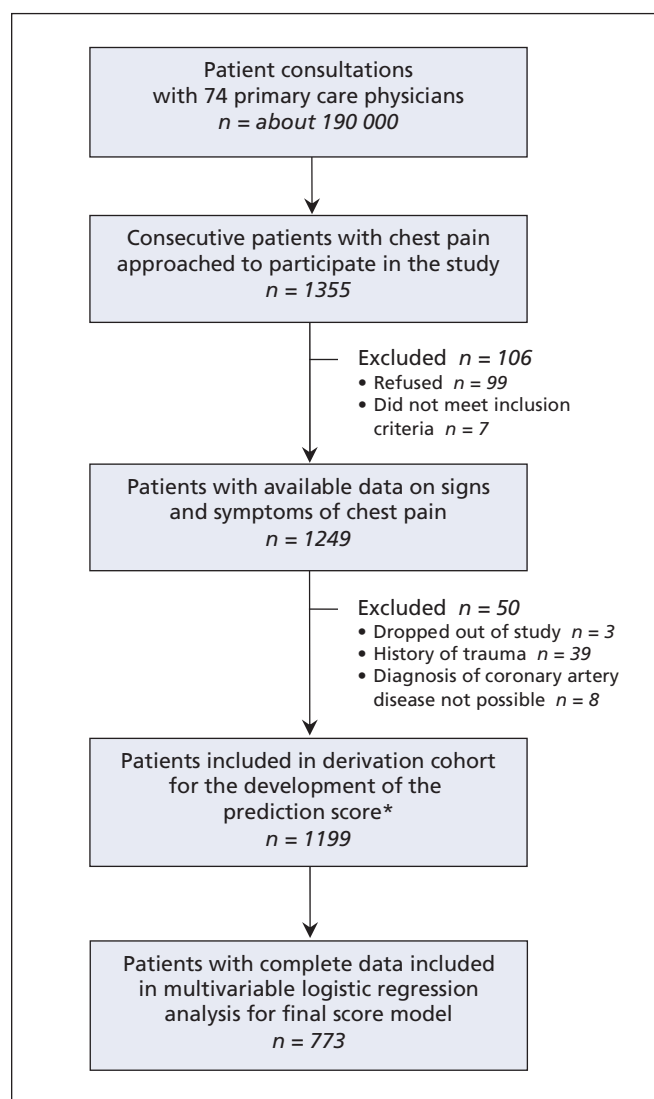 Patient consultations
with 74 primary care physicians
n = about 190 000
Consecutive patients with chest pain
approached to participate in the study
n = 1355
Excluded n = 106
• Refused n = 99
• Did not meet inclusion
criteria n = 7
Patients with available data on signs
and symptoms of chest pain
n = 1249
Excluded n = 50
• Dropped out of study n = 3
• History of trauma n = 39
• Diagnosis of coronary artery
disease not possible n = 8
Patients included in derivation cohort
for the development of the
prediction score*
n = 1199
Patients with complete data included
in multivariable logistic regression
analysis for final score model
n = 773